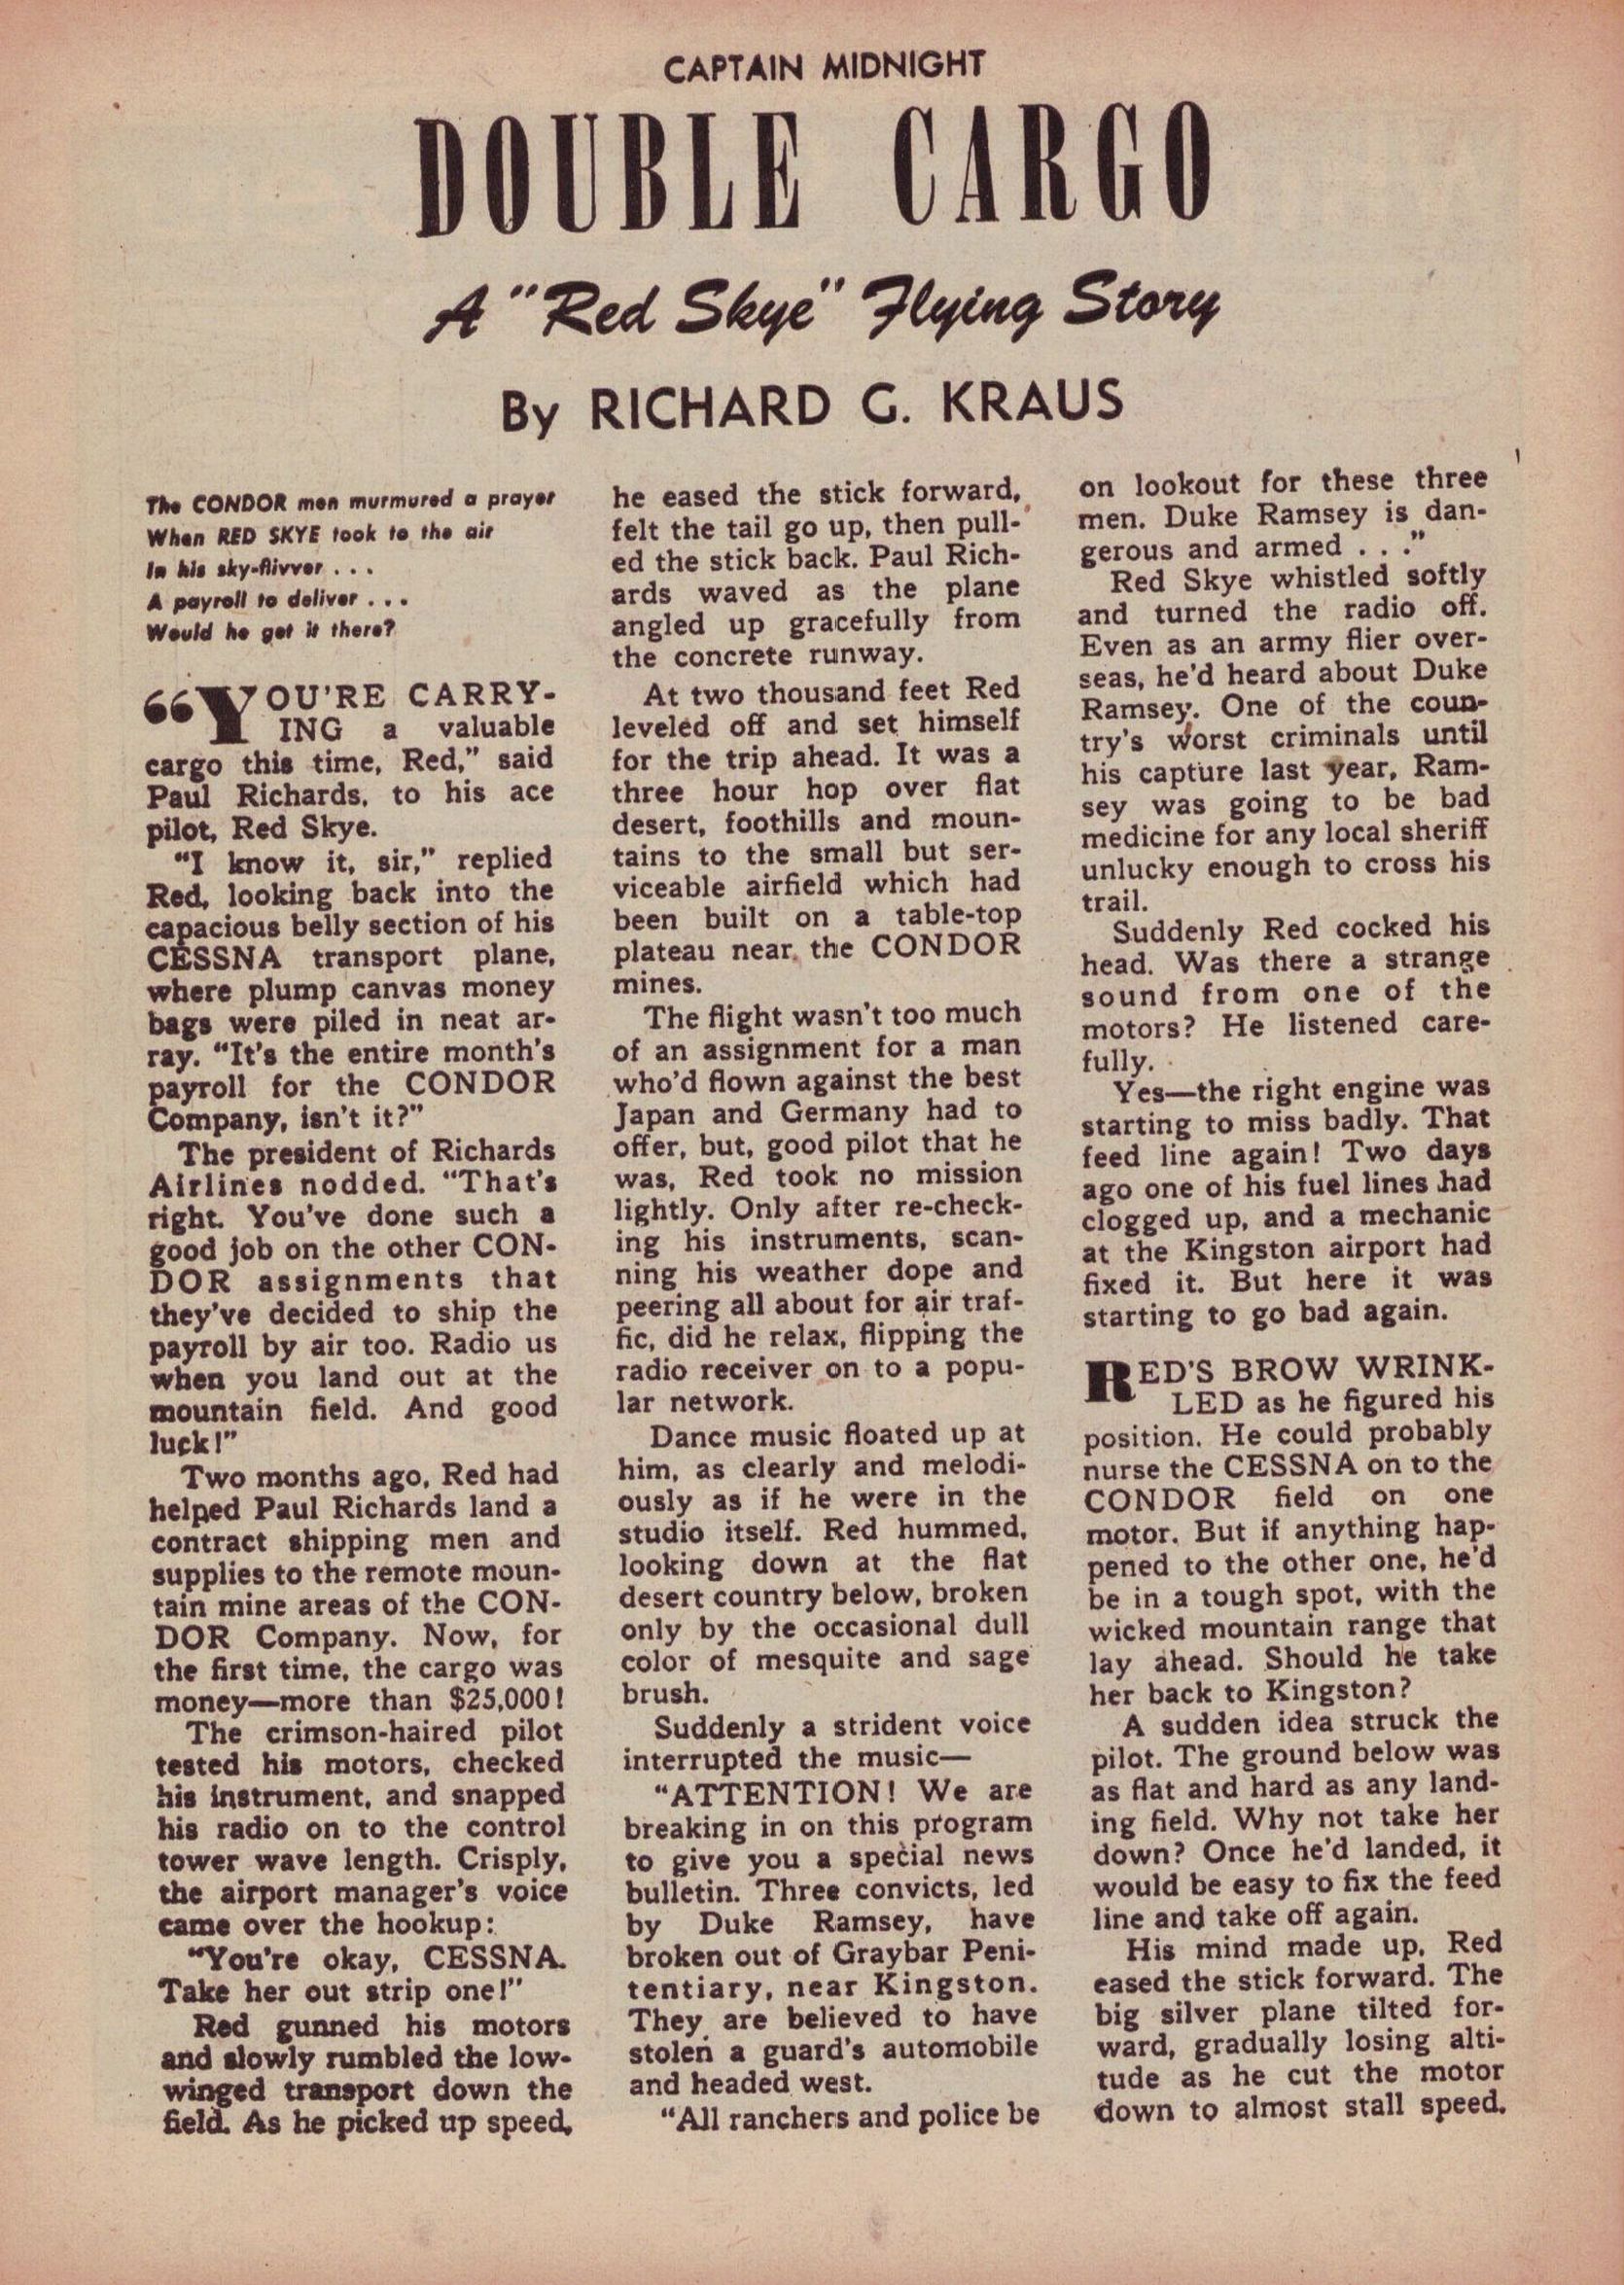 CAPTAIN MIDNIGHT
DOUBLE CARGO
A "Red Skye" Flying Story
By RICHARD G. KRAUS
The CONDOR men murmured a prayer
When RED SKYE took to the air
In his sky-flivver . . .
A payroll to deliver . . .
Would he get it there?
“YOU'RE CARRY-
ING a valuable
cargo this time, Red,” said
Paul Richards, to his ace
pilot, Red Skye.
“I know it, sir,” replied
Red, looking back into the
capacious belly section of his
CESSNA transport plane,
where plump canvas money
bags were piled in neat ar-
ray. “It's the entire month's
payroll for the CONDOR
Company, isn't it?”
The president of Richards
Airlines nodded. “That's
right. You've done such a
good job on the other CON-
DOR assignments that
they've decided to ship the
payroll by air too. Radio us
when you land out at the
mountain field. And good
luck!”
Two months ago, Red had
helped Paul Richards land a
contract shipping men and
supplies to the remote moun-
tain mine areas of the CON-
DOR Company. Now, for
the first time, the cargo was
money—more than $25,000!
The crimson-haired pilot
tested his motors, checked
his instrument, and snapped
his radio on to the control
tower wave length. Crisply,
the airport manager's voice
came over the hookup:
“You're okay, CESSNA.
Take her out strip one!”
Red gunned his motors
and slowly rumbled the low-
winged transport down the
field. As he picked up speed,
he eased the stick forward,
felt the tail go up, then pull-
ed the stick back. Paul Rich-
ards waved as the plane
angled up gracefully from
the concrete runway.
At two thousand feet Red
leveled off and set himself
for the trip ahead. It was a
three hour hop over flat
desert, foothills and moun-
tains to the small but ser-
viceable airfield which had
been built on a table-top
plateau near the CONDOR
mines.
The flight wasn't too much
of an assignment for a man
who'd flown against the best
Japan and Germany had to
offer, but, good pilot that he
was, Red took no mission
lightly. Only after re-check-
ing his instruments, scan-
ning his weather dope and
peering all about for air traf-
fic, did he relax, flipping the
radio receiver on to a popu-
lar network.
Dance music floated up at
him, as clearly and melodi-
ously as if he were in the
studio itself. Red hummed,
looking down at the flat
desert country below, broken
only by the occasional dull
color of mesquite and sage
brush.
Suddenly a strident voice
interrupted the music—
“ATTENTION! We are
breaking in on this program
to give you a special news
bulletin. Three convicts, led
by Duke Ramsey, have
broken out of Graybar Peni-
tentiary, near Kingston.
They are believed to have
stolen a guard's automobile
and headed west.
“All ranchers and police be
on lookout for these three
men. Duke Ramsey is dan-
gerous and armed . . .”
Red Skye whistled softly
and turned the radio off.
Even as an army flier over-
seas, he'd heard about Duke
Ramsey. One of the coun-
try's worst criminals until
his capture last year, Ram-
sey was going to be bad
medicine for any local sheriff
unlucky enough to cross his
trail.
Suddenly Red cocked his
head. Was there a strange
sound from one of the
motors? He listened care-
fully.
Yes—the right engine was
starting to miss badly. That
feed line again! Two days
ago one of his fuel lines had
clogged up, and a mechanic
at the Kingston airport had
fixed it. But here it was
starting to go bad again.
RED'S BROW WRINK-
LED as he figured his
position. He could probably
nurse the CESSNA on to the
CONDOR field on one
motor. But if anything hap-
pened to the other one, he'd
be in a tough spot, with the
wicked mountain range that
lay ahead. Should he take
her back to Kingston?
A sudden idea struck the
pilot. The ground below was
as flat and hard as any land-
ing field. Why not take her
down? Once he'd landed, it
would be easy to fix the feed
line and take off again.
His mind made up, Red
eased the stick forward. The
big silver plane tilted for-
ward, gradually losing alti-
tude as he cut the motor
down to almost stall speed.